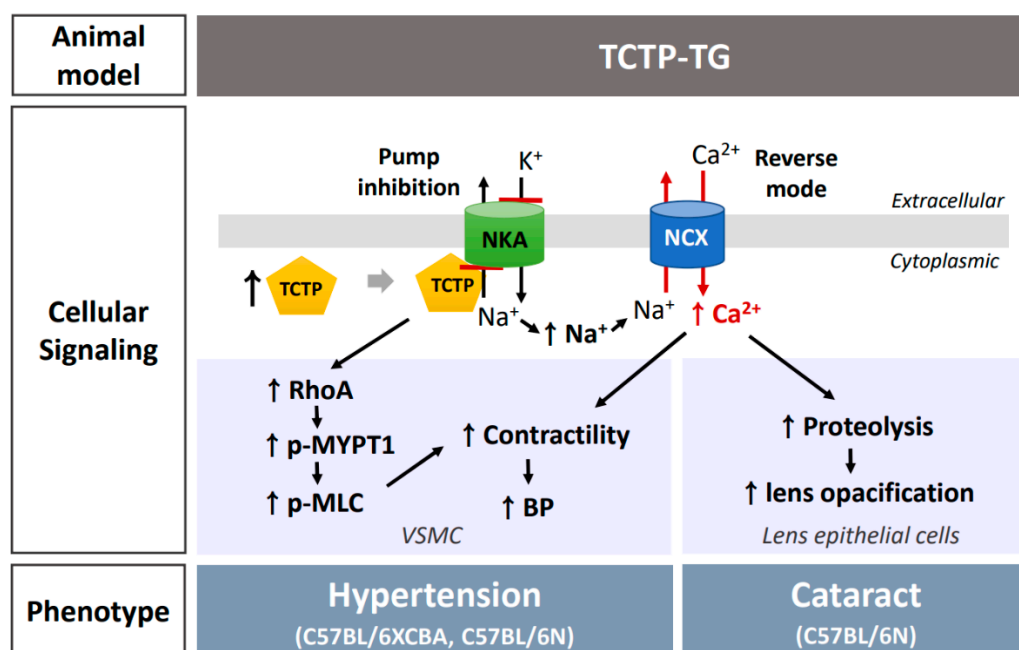 Animal
model
TCTP-TG
Cellular
Signaling
Pump
inhibition
K⁺
Ca²⁺
Reverse
mode
Extracellular
NKA
NCX
Cytoplasmic
↑ TCTP
TCTP
Na⁺
↑ Na⁺
Na⁺
↑ Ca²⁺
↑ RhoA
↑ p-MYPT1
↑ p-MLC
↑ Contractility
↑ BP
VSMC
↑ Proteolysis
↑ lens opacification
Lens epithelial cells
Phenotype
Hypertension
(C57BL/6XCBA, C57BL/6N)
Cataract
(C57BL/6N)